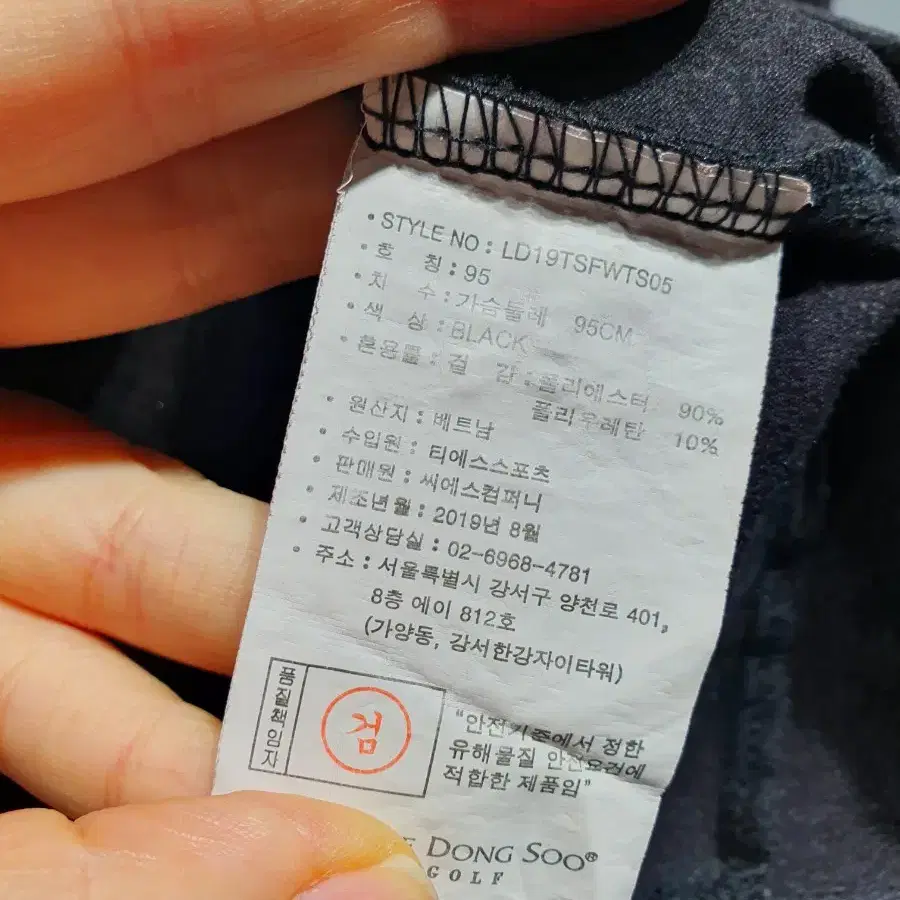 • STYLE NO : LD19TSFWTS05
• 호 칭 : 95
• 치 수 : 가슴둘레 95CM
• 색 상 : BLACK
• 혼용률 : 겉 감 : 폴리에스터 90%
폴리우레탄 10%
• 원산지 : 베트남
• 수입원 : 티에스스포츠
• 판매원 : 씨에스컴퍼니
• 제조년월 : 2019년 8월
• 고객상담실 : 02-6968-4781
• 주소 : 서울특별시 강서구 양천로 401,
8층 에이 812호
(가양동, 강서한강자이타워)
품질책임자
검
“안전기준에서 정한
유해물질 안전요건에
적합한 제품임”
DONG SOO®
GOLF